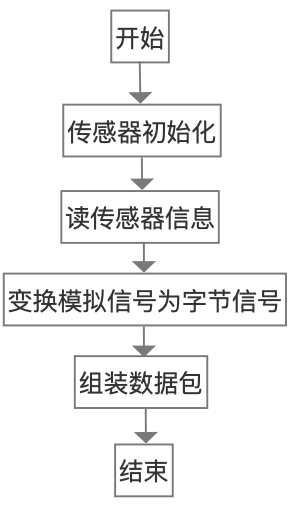 开始
传感器初始化
读传感器信息
变换模拟信号为字节信号
组装数据包
结束